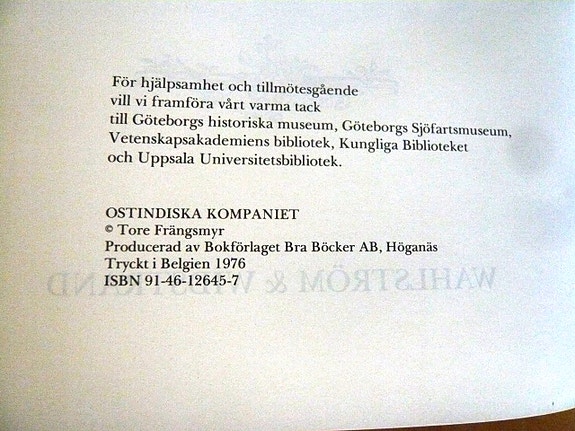 För hjälpsamhet och tillmötesgående
vill vi framföra vårt varma tack
till Göteborgs historiska museum, Göteborgs Sjöfartsmuseum,
Vetenskapsakademiens bibliotek, Kungliga Biblioteket
och Uppsala Universitetsbibliotek.
OSTINDISKA KOMPANIET
© Tore Frängsmyr
Producerad av Bokförlaget Bra Böcker AB, Höganäs
Tryckt i Belgien 1976
ISBN 91-46-12645-7
WAHLSTRÖM & WIDSTRAND